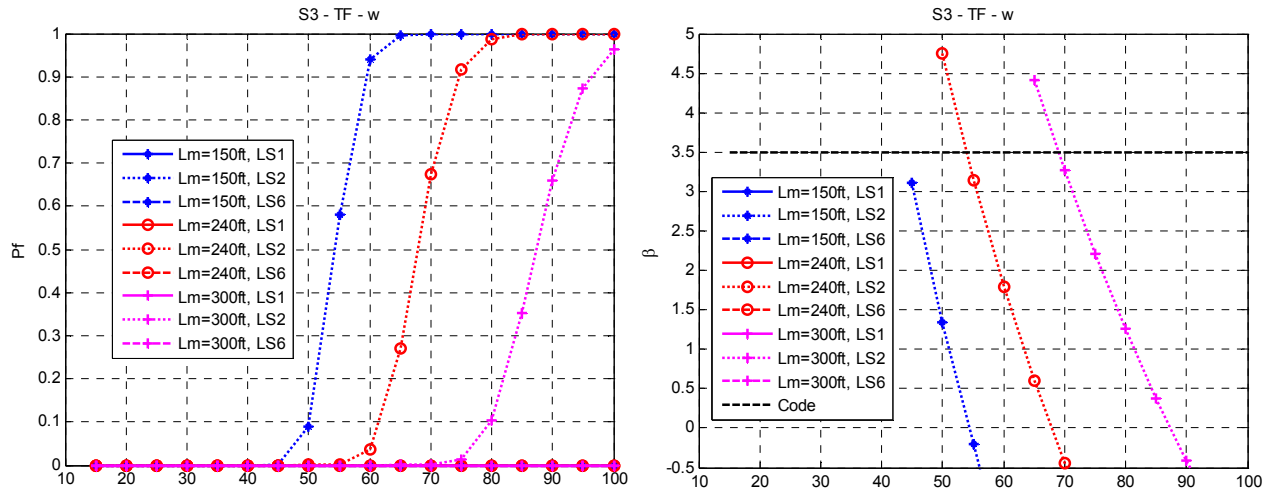 S3 - TF - w
1
0.9
0.8
0.7
0.6
0.5
0.4
0.3
0.2
0.1
0
Pf
Lm=150ft, LS1
Lm=150ft, LS2
Lm=150ft, LS6
Lm=240ft, LS1
Lm=240ft, LS2
Lm=240ft, LS6
Lm=300ft, LS1
Lm=300ft, LS2
Lm=300ft, LS6
20 30 40 50 60 70 80 90 100
S3 - TF - w
5
4.5
4
3.5
3
2.5
2
1.5
1
0.5
0
-0.5
β
Lm=150ft, LS1
Lm=150ft, LS2
Lm=150ft, LS6
Lm=240ft, LS1
Lm=240ft, LS2
Lm=240ft, LS6
Lm=300ft, LS1
Lm=300ft, LS2
Lm=300ft, LS6
Code
20 30 40 50 60 70 80 90 100